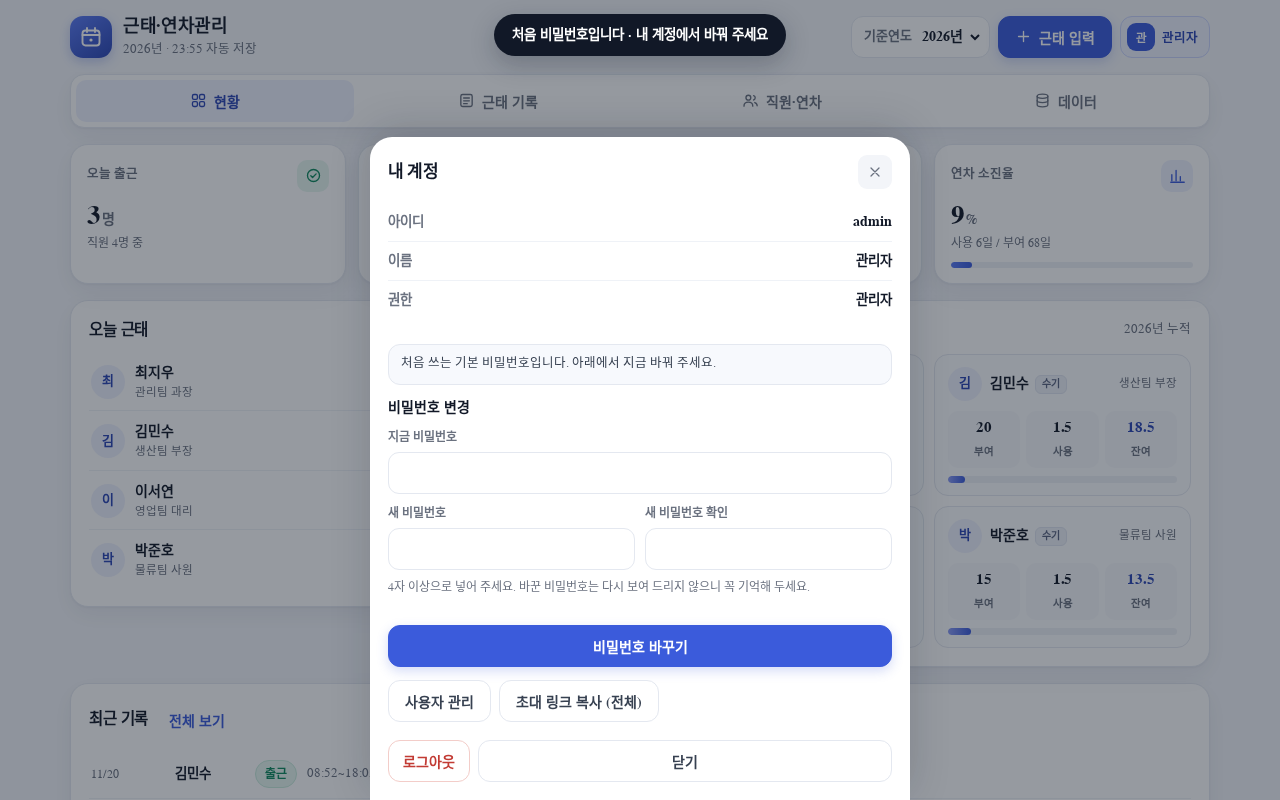 근태·연차관리
2026년 · 23:55 자동 저장
처음 비밀번호입니다 · 내 계정에서 바꿔 주세요
기준연도 2026년
근태 입력
관 관리자
현황
근태 기록
직원·연차
데이터
오늘 출근
3명
직원 4명 중
연차 소진율
9%
사용 6일 / 부여 68일
내 계정
아이디 admin
이름 관리자
권한 관리자
처음 쓰는 기본 비밀번호입니다. 아래에서 지금 바꿔 주세요.
비밀번호 변경
지금 비밀번호
새 비밀번호
새 비밀번호 확인
4자 이상으로 넣어 주세요. 바꾼 비밀번호는 다시 보여 드리지 않으니 꼭 기억해 두세요.
비밀번호 바꾸기
사용자 관리
초대 링크 복사 (전체)
로그아웃
닫기
오늘 근태
최 최지우
관리팀 과장
김 김민수
생산팀 부장
이 이서연
영업팀 대리
박 박준호
물류팀 사원
2026년 누적
김 김민수 수기 생산팀 부장
20 1.5 18.5
부여 사용 잔여
박 박준호 수기 물류팀 사원
15 1.5 13.5
부여 사용 잔여
최근 기록 전체 보기
11/20 김민수 출근 08:52~18:0